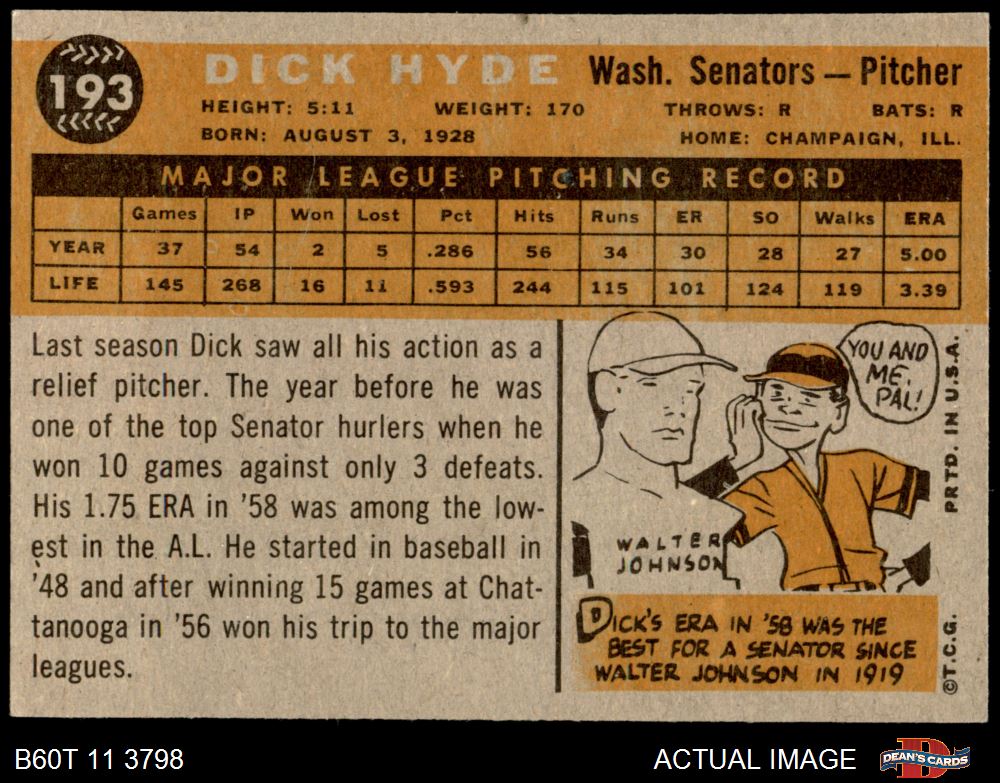 193
DICK HYDE Wash. Senators — Pitcher
HEIGHT: 5:11 WEIGHT: 170 THROWS: R BATS: R
BORN: AUGUST 3, 1928 HOME: CHAMPAIGN, ILL.
MAJOR LEAGUE PITCHING RECORD
Games IP Won Lost Pct Hits Runs ER SO Walks ERA
YEAR 37 54 2 5 .286 56 34 30 28 27 5.00
LIFE 145 268 16 11 .593 244 115 101 124 119 3.39
Last season Dick saw all his action as a
relief pitcher. The year before he was
one of the top Senator hurlers when he
won 10 games against only 3 defeats.
His 1.75 ERA in '58 was among the low-
est in the A.L. He started in baseball in
'48 and after winning 15 games at Chat-
tanooga in '56 won his trip to the major
leagues.
YOU AND
ME,
PAL!
WALTER
JOHNSON
DICK'S ERA IN '58 WAS THE
BEST FOR A SENATOR SINCE
WALTER JOHNSON IN 1919
©T.C.G. PRTD. IN U.S.A.
B60T 11 3798 ACTUAL IMAGE
D
DEAN'S CARDS